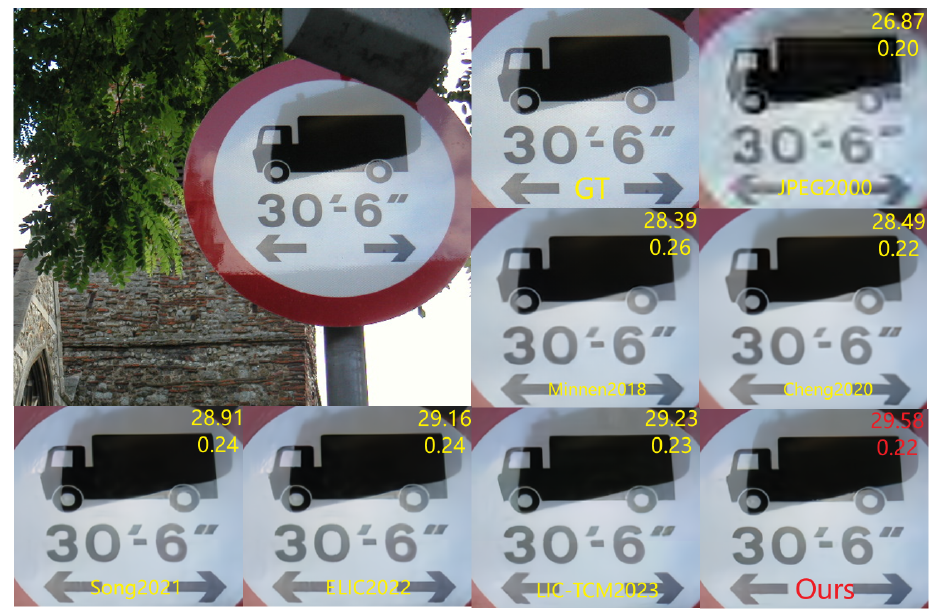 30'-6"
30'-6"
GT
26.87
0.20
30'-6"
JPEG2000
28.39
0.26
30'-6"
Minnen2018
28.49
0.22
30'-6"
Cheng2020
28.91
0.24
30'-6"
Song2021
29.16
0.24
30'-6"
ELIC2022
29.23
0.23
30'-6"
LIC-TCM2023
29.58
0.22
30'-6"
Ours